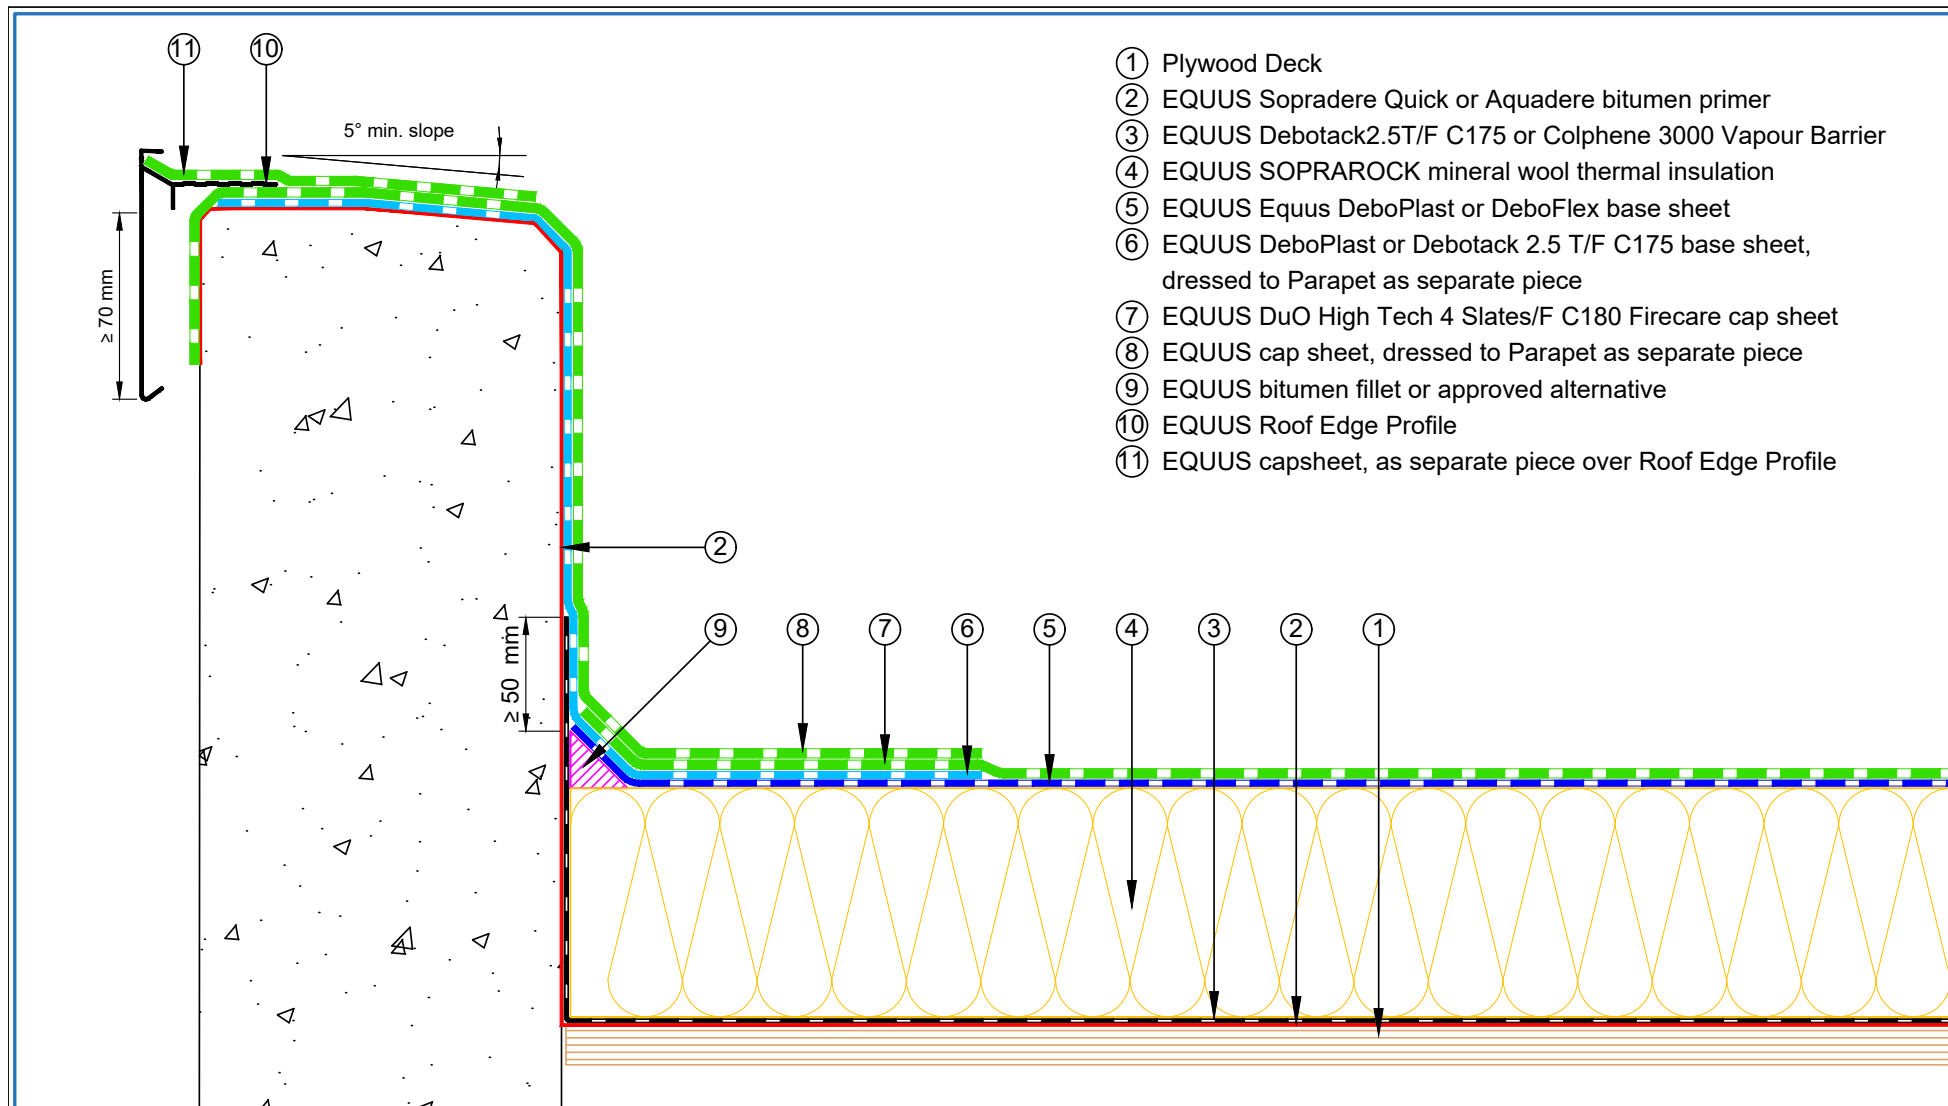 11 10
5° min. slope
≥ 70 mm
1 Plywood Deck
2 EQUUS Sopradere Quick or Aquadere bitumen primer
3 EQUUS Debotack2.5T/F C175 or Colphene 3000 Vapour Barrier
4 EQUUS SOPRAROCK mineral wool thermal insulation
5 EQUUS Equus DeboPlast or DeboFlex base sheet
6 EQUUS DeboPlast or Debotack 2.5 T/F C175 base sheet,
dressed to Parapet as separate piece
7 EQUUS DuO High Tech 4 Slates/F C180 Firecare cap sheet
8 EQUUS cap sheet, dressed to Parapet as separate piece
9 EQUUS bitumen fillet or approved alternative
10 EQUUS Roof Edge Profile
11 EQUUS capsheet, as separate piece over Roof Edge Profile
2
≥ 50 mm
9 8 7 6 5 4 3 2 1